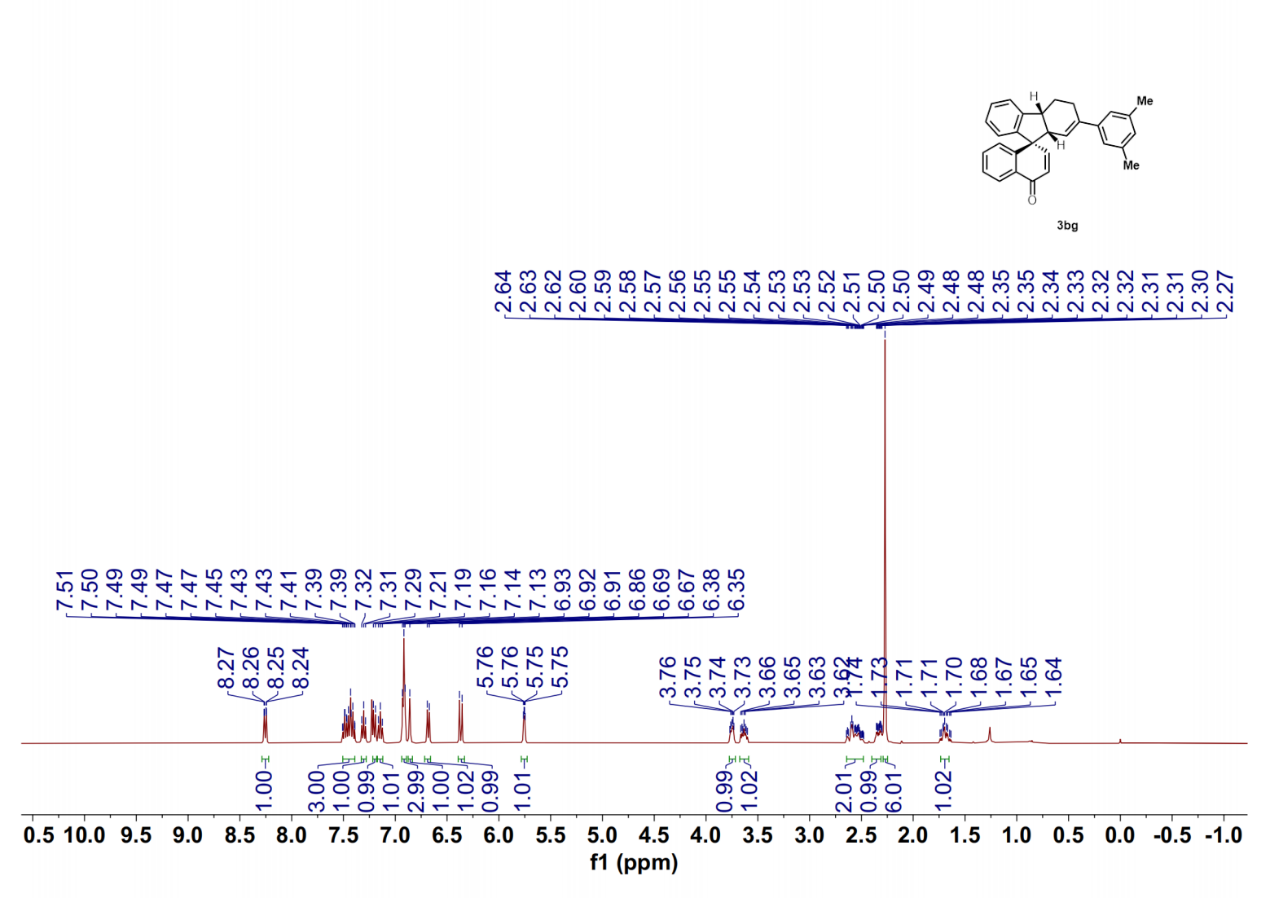 H
Me
H
Me
O
3bg
2.64 2.63 2.62 2.60 2.59 2.58 2.57 2.56 2.55 2.55 2.54 2.53 2.53 2.52 2.51 2.50 2.50 2.49 2.48 2.48 2.35 2.35 2.34 2.33 2.32 2.32 2.31 2.31 2.30 2.27
7.51 7.50 7.49 7.49 7.47 7.47 7.45 7.43 7.43 7.41 7.39 7.39 7.32 7.31 7.29 7.21 7.19 7.16 7.14 7.13 6.93 6.92 6.91 6.86 6.69 6.67 6.38 6.35
8.27 8.26 8.25 8.24
5.76 5.76 5.75 5.75
3.76 3.75 3.74 3.73 3.66 3.65 3.63 3.62
1.74 1.73 1.71 1.71 1.70 1.68 1.67 1.65 1.64
1.00 3.00 1.00 0.99 1.01 2.99 1.00 1.02 0.99 1.01 0.99 1.02 2.01 0.99 6.01 1.02
0.5 10.0 9.5 9.0 8.5 8.0 7.5 7.0 6.5 6.0 5.5 5.0 4.5 4.0 3.5 3.0 2.5 2.0 1.5 1.0 0.5 0.0 -0.5 -1.0
f1 (ppm)